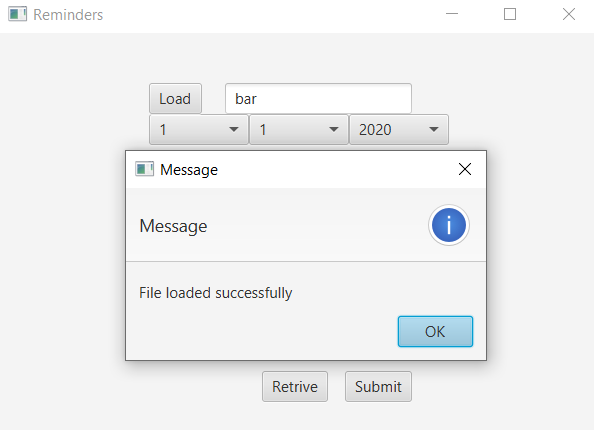 Reminders
Load bar
1 1 2020
Message
Message
i
File loaded successfully
OK
Retrive Submit